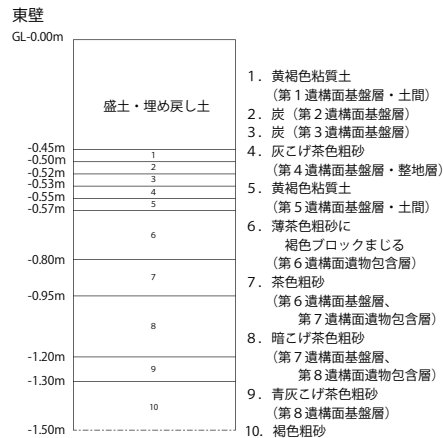 東壁
GL-0.00m
盛土・埋め戻し土
-0.45m
-0.50m
-0.52m
-0.53m
-0.55m
-0.57m
-0.80m
-0.95m
-1.20m
-1.30m
-1.50m
1
2
3
4
5
6
7
8
9
10
1．黄褐色粘質土
（第１遺構面基盤層・土間）
2．炭（第２遺構面基盤層）
3．炭（第３遺構面基盤層）
4．灰こげ茶色粗砂
（第４遺構面基盤層・整地層）
5．黄褐色粘質土
（第５遺構面基盤層・土間）
6．薄茶色粗砂に
褐色ブロックまじる
（第６遺構面遺物包含層）
7．茶色粗砂
（第６遺構面基盤層、
第７遺構面遺物包含層）
8．暗こげ茶色粗砂
（第７遺構面基盤層、
第８遺構面遺物包含層）
9．青灰こげ茶色粗砂
（第８遺構面基盤層）
10．褐色粗砂